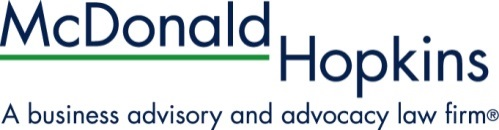 McDonald
Hopkins
A business advisory and advocacy law firm®